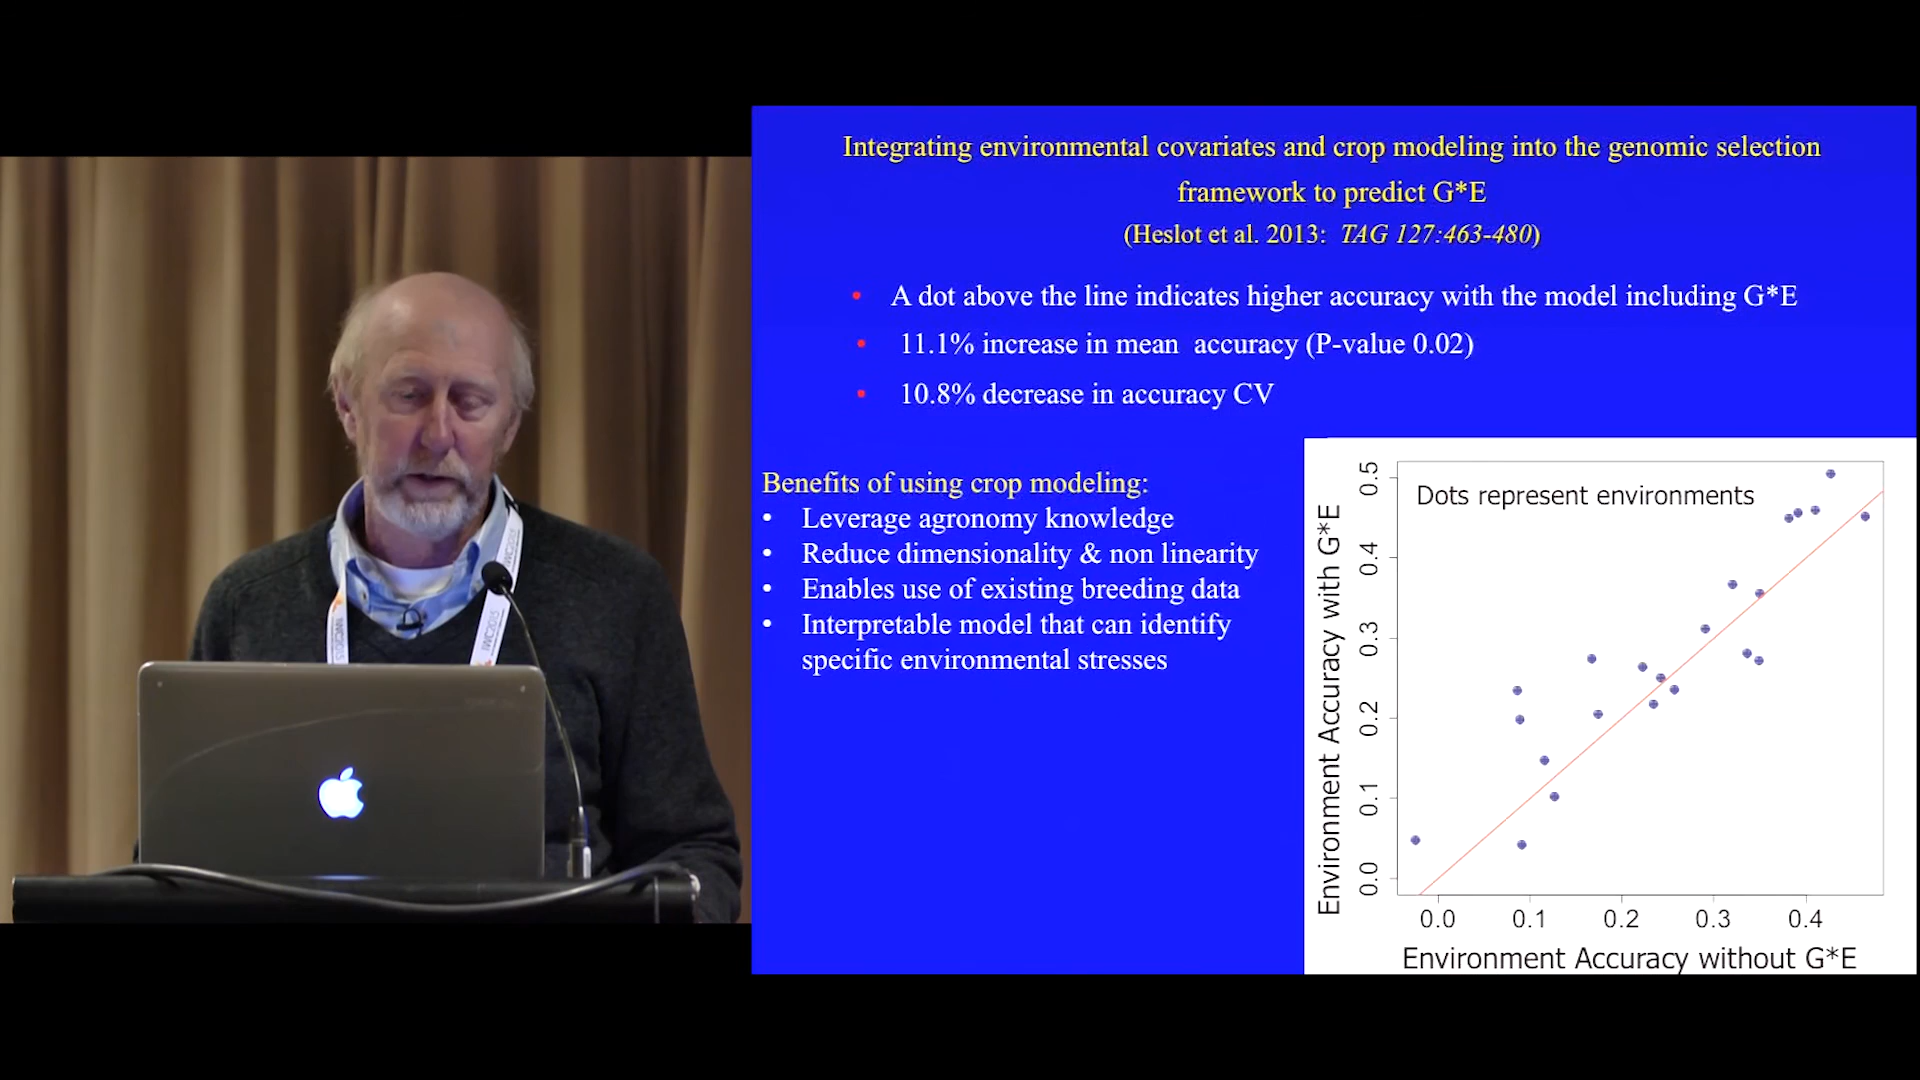 Integrating environmental covariates and crop modeling into the genomic selection
framework to predict G*E
(Heslot et al. 2013: TAG 127:463-480)
• A dot above the line indicates higher accuracy with the model including G*E
• 11.1% increase in mean accuracy (P-value 0.02)
• 10.8% decrease in accuracy CV
Benefits of using crop modeling:
• Leverage agronomy knowledge
• Reduce dimensionality & non linearity
• Enables use of existing breeding data
• Interpretable model that can identify
specific environmental stresses
Dots represent environments
Environment Accuracy with G*E
0.5
0.4
0.3
0.2
0.1
0.0
0.0 0.1 0.2 0.3 0.4
Environment Accuracy without G*E